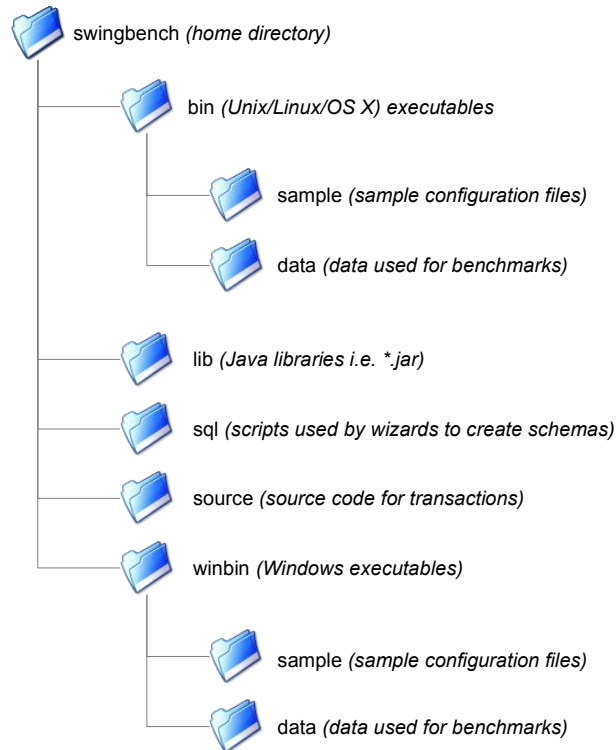 swingbench (home directory)
bin (Unix/Linux/OS X) executables
sample (sample configuration files)
data (data used for benchmarks)
lib (Java libraries i.e. *.jar)
sql (scripts used by wizards to create schemas)
source (source code for transactions)
winbin (Windows executables)
sample (sample configuration files)
data (data used for benchmarks)